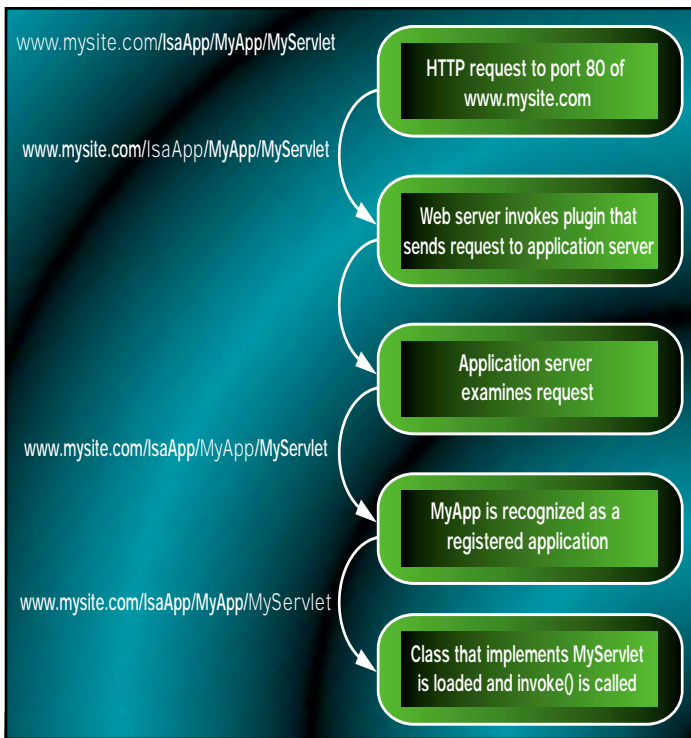 www.mysite.com/IsaApp/MyApp/MyServlet
HTTP request to port 80 of
www.mysite.com
www.mysite.com/IsaApp/MyApp/MyServlet
Web server invokes plugin that
sends request to application server
Application server
examines request
www.mysite.com/IsaApp/MyApp/MyServlet
MyApp is recognized as a
registered application
www.mysite.com/IsaApp/MyApp/MyServlet
Class that implements MyServlet
is loaded and invoke() is called